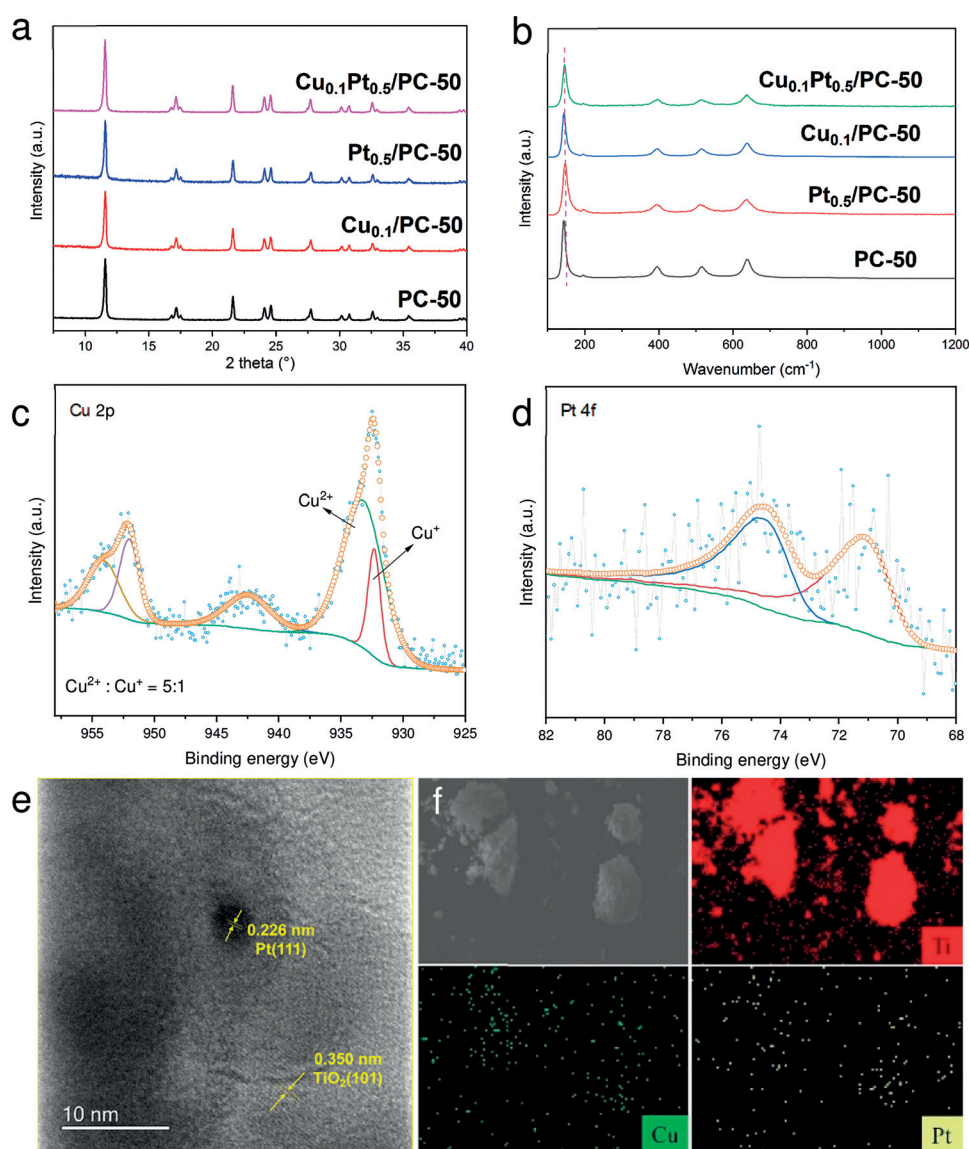 a
Intensity (a.u.)
Cu0.1Pt0.5/PC-50
Pt0.5/PC-50
Cu0.1/PC-50
PC-50
10 15 20 25 30 35 40
2 theta (°)
b
Intensity (a.u.)
Cu0.1Pt0.5/PC-50
Cu0.1/PC-50
Pt0.5/PC-50
PC-50
200 400 600 800 1000 1200
Wavenumber (cm-1)
c
Cu 2p
Intensity (a.u.)
Cu2+
Cu+
Cu2+ : Cu+ = 5:1
955 950 945 940 935 930 925
Binding energy (eV)
d
Pt 4f
Intensity (a.u.)
82 80 78 76 74 72 70 68
Binding energy (eV)
e
0.226 nm
Pt(111)
0.350 nm
TiO2(101)
10 nm
f
Ti
Cu
Pt